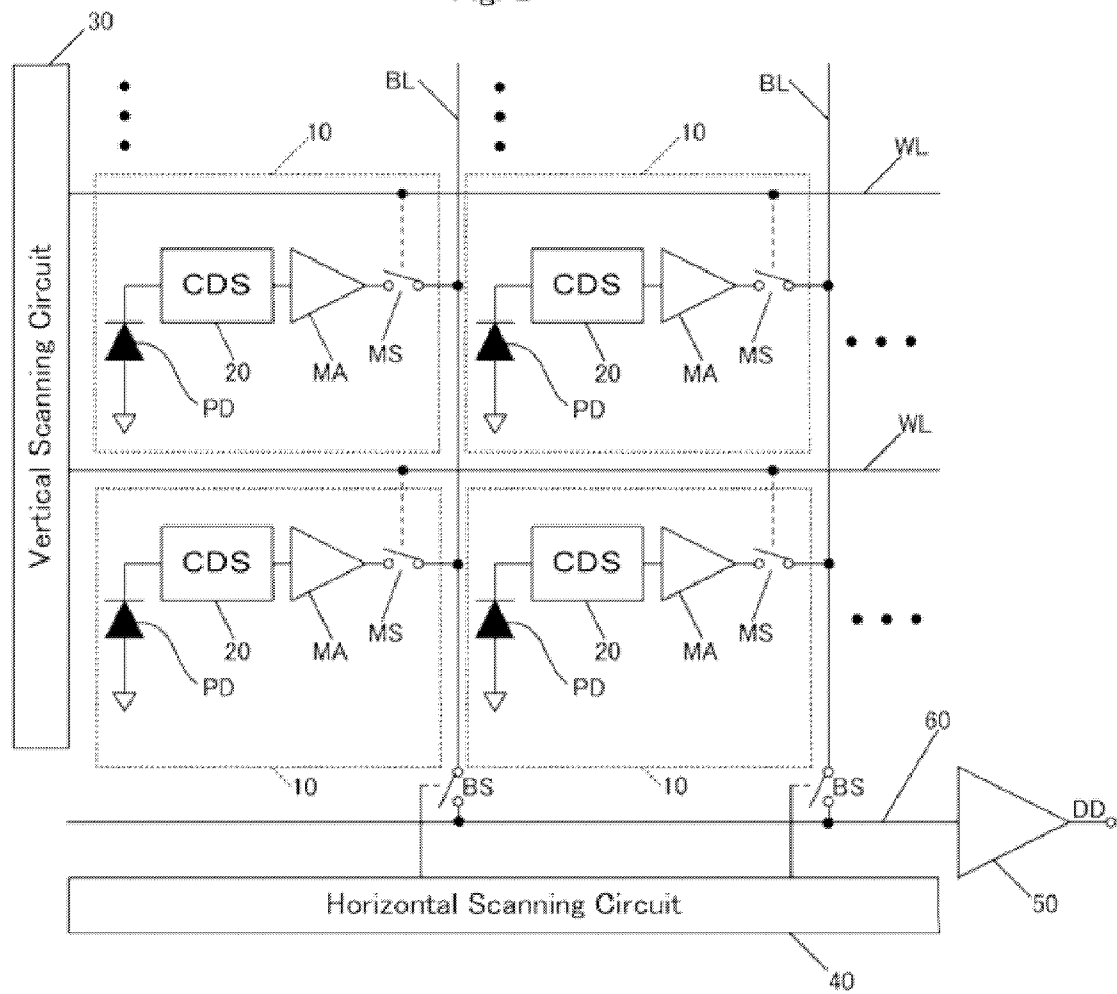 30
BL
BL
10
10
WL
CDS
CDS
20
MA
MS
20
MA
MS
PD
PD
WL
Vertical Scanning Circuit
CDS
CDS
20
MA
MS
20
MA
MS
PD
PD
60
10
BS
10
BS
DD
50
Horizontal Scanning Circuit
40